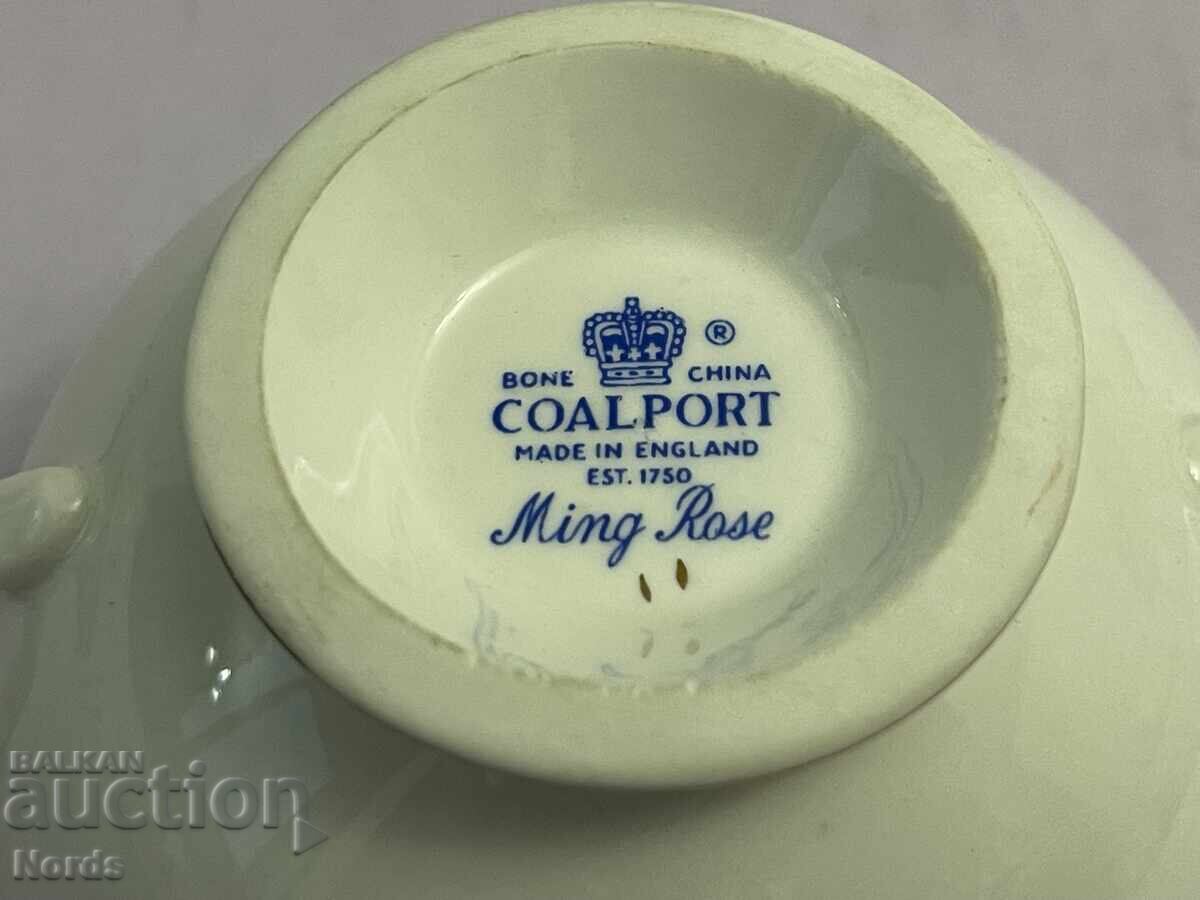 BONE CHINA ®
COALPORT
MADE IN ENGLAND
EST. 1750
Ming Rose
BALKAN
auction
Nords